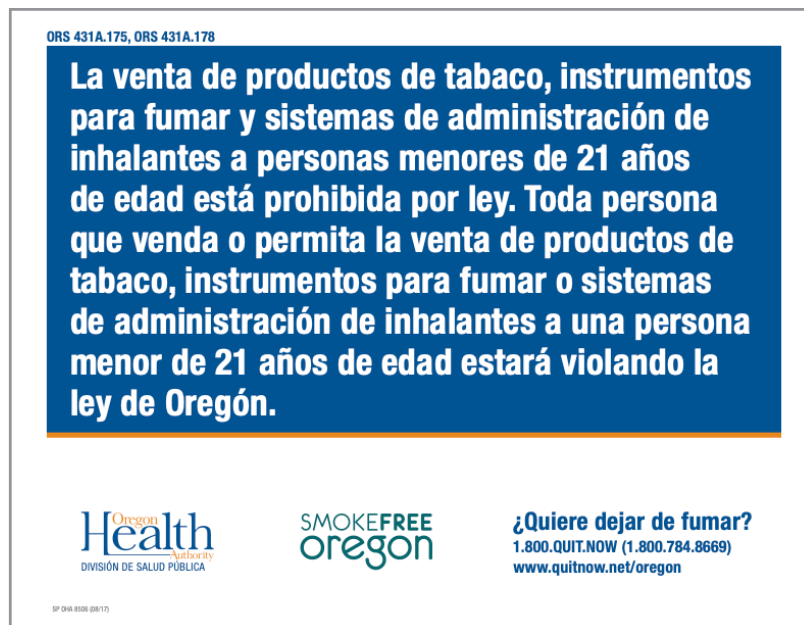 ORS 431A.175, ORS 431A.178
La venta de productos de tabaco, instrumentos
para fumar y sistemas de administración de
inhalantes a personas menores de 21 años
de edad está prohibida por ley. Toda persona
que venda o permita la venta de productos de
tabaco, instrumentos para fumar o sistemas
de administración de inhalantes a una persona
menor de 21 años de edad estará violando la
ley de Oregón.
Oregon
Health
Authority
DIVISIÓN DE SALUD PÚBLICA
SMOKEFREE
oregon
¿Quiere dejar de fumar?
1.800.QUIT.NOW (1.800.784.8669)
www.quitnow.net/oregon
SP OHA 8506 (08/17)